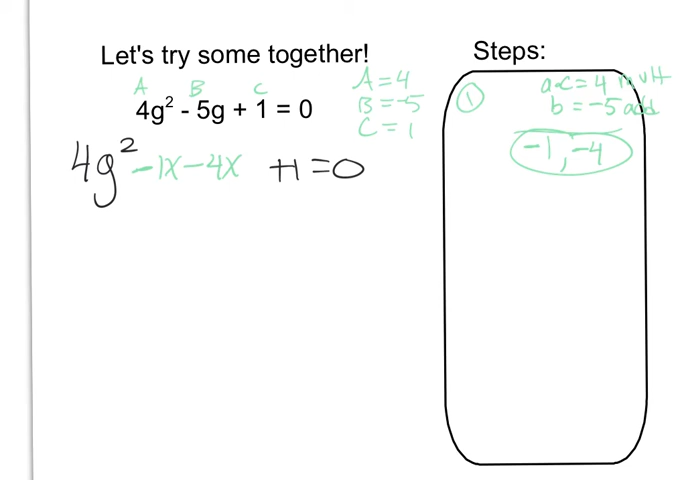 Let's try some together!
A B C
4g² - 5g + 1 = 0
A = 4
B = -5
C = 1
4g² -1x -4x +1 = 0
Steps:
① a·c = 4 mult
b = -5 add
-1, -4